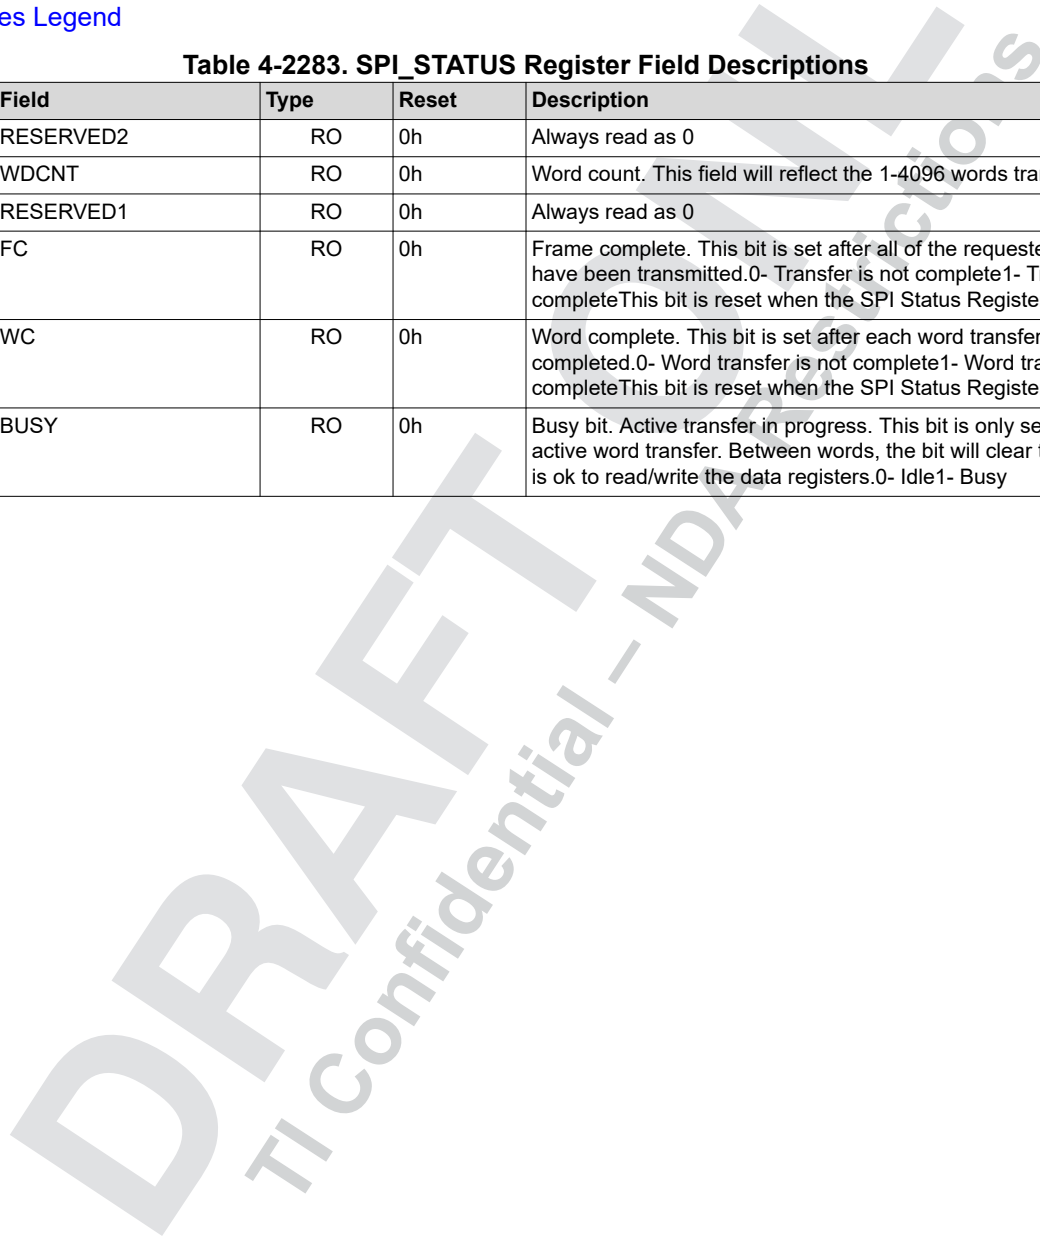 es Legend
Table 4-2283. SPI_STATUS Register Field Descriptions
Field Type Reset Description
RESERVED2 RO 0h Always read as 0
WDCNT RO 0h Word count. This field will reflect the 1-4096 words
RESERVED1 RO 0h Always read as 0
FC RO 0h Frame complete. This bit is set after all of the
have been transmitted.0- Transfer is not complete1-
completeThis bit is reset when the SPI Status
WC RO 0h Word complete. This bit is set after each word transfer
completed.0- Word transfer is not complete1- Word
completeThis bit is reset when the SPI Status
BUSY RO 0h Busy bit. Active transfer in progress. This bit is only
active word transfer. Between words, the bit will clear
is ok to read/write the data registers.0- Idle1- Busy
DRAFT ONL
TI Confidential — NDA Restrictions